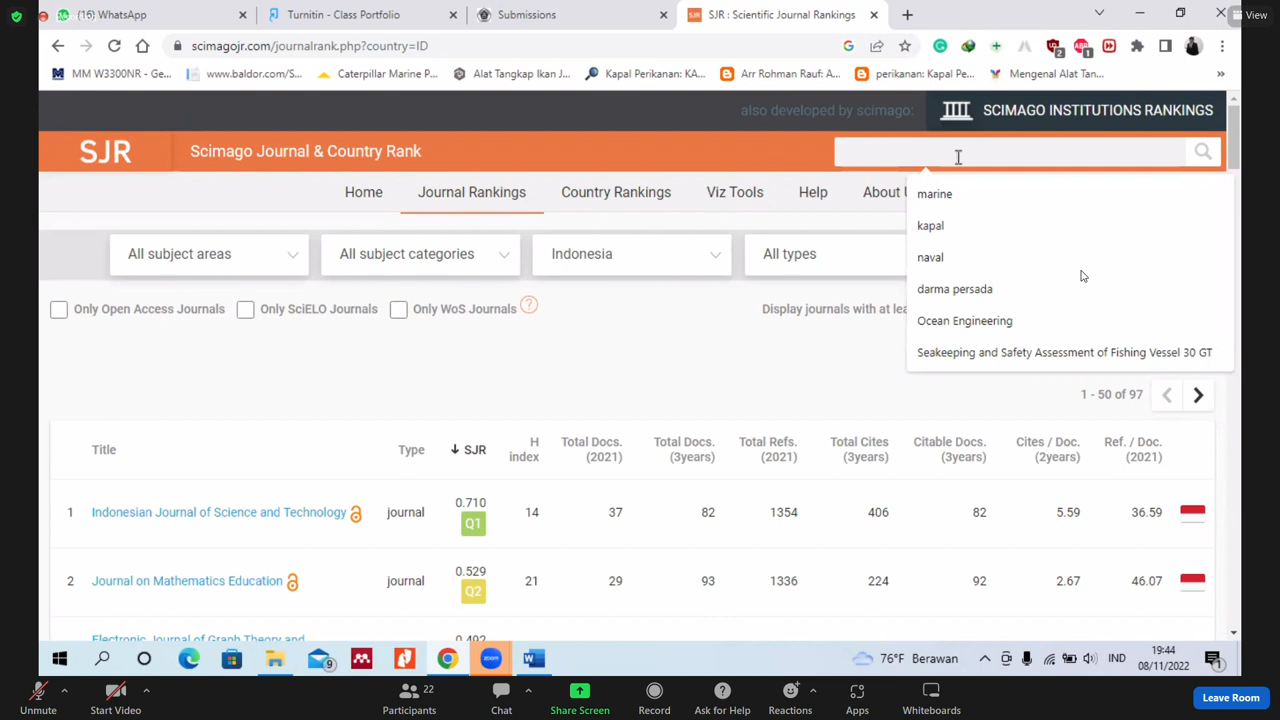 (15) WhatsApp
Turnitin - Class Portfolio
Submissions
SJR : Scientific Journal Rankings
View
scimagojr.com/journalrank.php?country=ID
MM W3300NR - Ge...
www.baldor.com/S...
Caterpillar Marine P...
Alat Tangkap Ikan J...
Kapal Perikanan: KA...
Arr Rohman Rauf: A...
perikanan: Kapal Pe...
Mengenal Alat Tan...
also developed by scimago:
SCIMAGO INSTITUTIONS RANKINGS
SJR
Scimago Journal & Country Rank
Home
Journal Rankings
Country Rankings
Viz Tools
Help
About U
marine
kapal
naval
darma persada
Ocean Engineering
Seakeeping and Safety Assessment of Fishing Vessel 30 GT
All subject areas
All subject categories
Indonesia
All types
Only Open Access Journals
Only SciELO Journals
Only WoS Journals
?
Display journals with at lea
1 - 50 of 97
Title
Type
SJR
H index
Total Docs. (2021)
Total Docs. (3years)
Total Refs. (2021)
Total Cites (3years)
Citable Docs. (3years)
Cites / Doc. (2years)
Ref. / Doc. (2021)
1 Indonesian Journal of Science and Technology journal 0.710 Q1 14 37 82 1354 406 82 5.59 36.59
2 Journal on Mathematics Education journal 0.529 Q2 21 29 93 1336 224 92 2.67 46.07
Electronic Journal of Graph Theory and
0.492
76°F Berawan
IND
19:44
08/11/2022
Unmute
Start Video
22
Participants
Chat
Share Screen
Record
Ask for Help
Reactions
Apps
Whiteboards
Leave Room